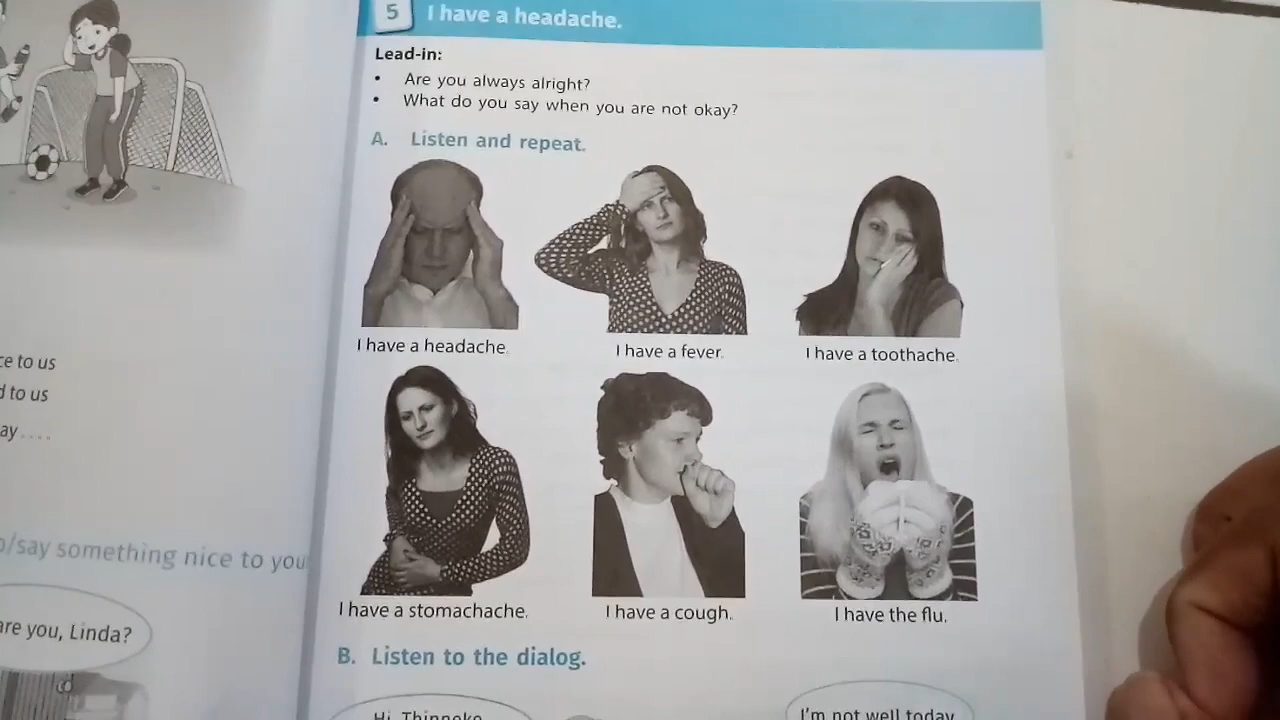 5 I have a headache.
Lead-in:
• Are you always alright?
• What do you say when you are not okay?
A. Listen and repeat.
I have a headache.
I have a fever.
I have a toothache.
I have a stomachache.
I have a cough.
I have the flu.
B. Listen to the dialog.
Hi, Thinneko
I'm not well today
to us
to us
ay ....
/say something nice to you
are you, Linda?